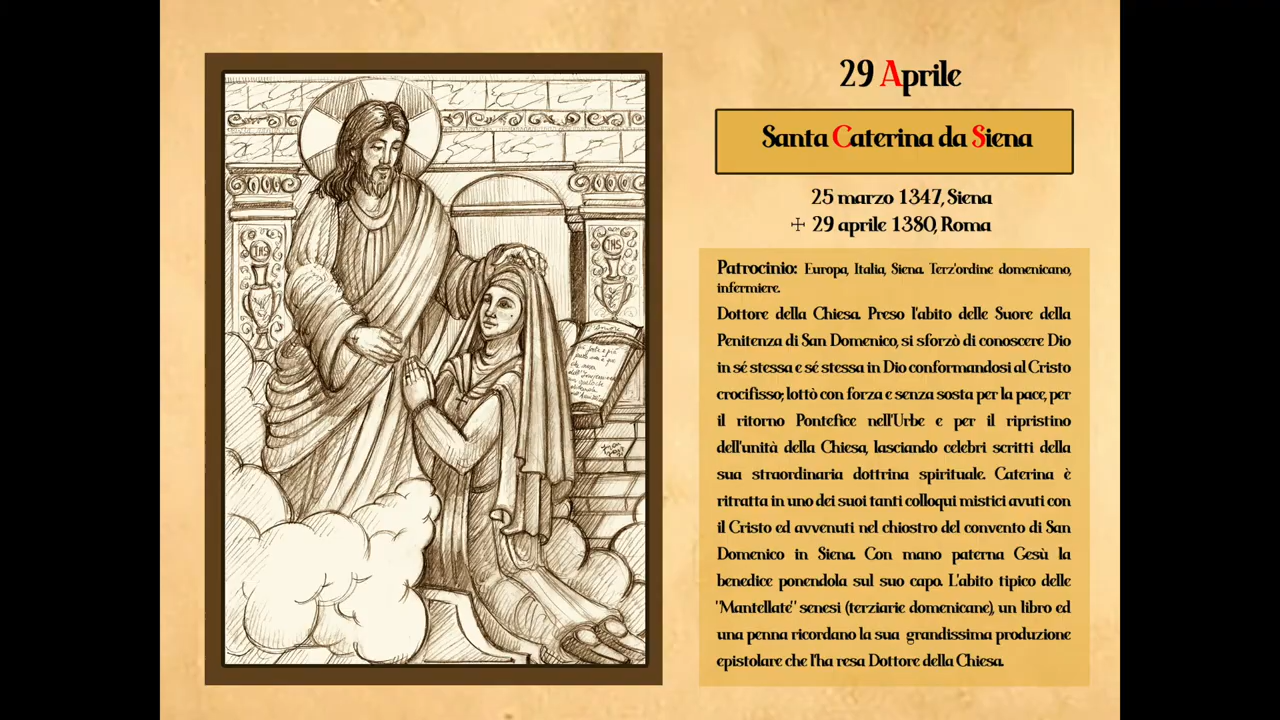 29 Aprile
Santa Caterina da Siena
25 marzo 1347, Siena
☩ 29 aprile 1380, Roma
Patrocinio: Europa, Italia, Siena. Terz'ordine domenicano,
infermiere.
Dottore della Chiesa. Preso l'abito delle Suore della
Penitenza di San Domenico, si sforzò di conoscere Dio
in sé stessa e sé stessa in Dio conformandosi al Cristo
crocifisso; lottò con forza e senza sosta per la pace, per
il ritorno Pontefice nell'Urbe e per il ripristino
dell'unità della Chiesa, lasciando celebri scritti della
sua straordinaria dottrina spirituale. Caterina è
ritratta in uno dei suoi tanti colloqui mistici avuti con
il Cristo ed avvenuti nel chiostro del convento di San
Domenico in Siena. Con mano paterna Gesù la
benedice ponendola sul suo capo. L'abito tipico delle
"Mantellate" senesi (terziarie domenicane), un libro ed
una penna ricordano la sua grandissima produzione
epistolare che l'ha resa Dottore della Chiesa.
IHS
IHS